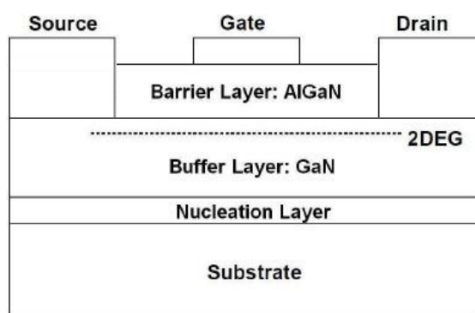 Source Gate Drain
Barrier Layer: AlGaN
2DEG
Buffer Layer: GaN
Nucleation Layer
Substrate